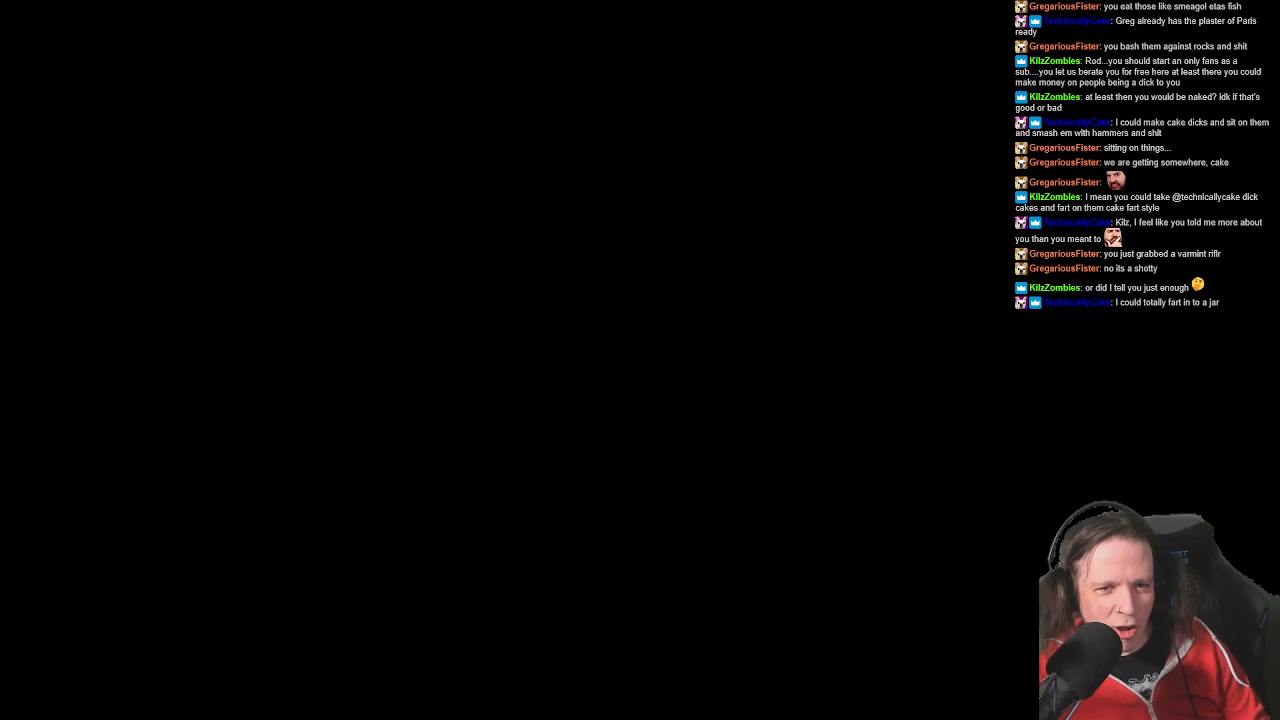 GregariousFister: you eat those like smeagol etas fish
TechnicallyCake: Greg already has the plaster of Paris
ready
GregariousFister: you bash them against rocks and shit
KilzZombies: Rod...you should start an only fans as a
sub....you let us berate you for free here at least there you could
make money on people being a dick to you
KilzZombies: at least then you would be naked? Idk if that's
good or bad
TechnicallyCake: I could make cake dicks and sit on them
and smash em with hammers and shit
GregariousFister: sitting on things...
GregariousFister: we are getting somewhere, cake
GregariousFister:
KilzZombies: I mean you could take @technicallycake dick
cakes and fart on them cake fart style
TechnicallyCake: Kilz, I feel like you told me more about
you than you meant to
GregariousFister: you just grabbed a varmint riflr
GregariousFister: no its a shotty
KilzZombies: or did I tell you just enough
TechnicallyCake: I could totally fart in to a jar